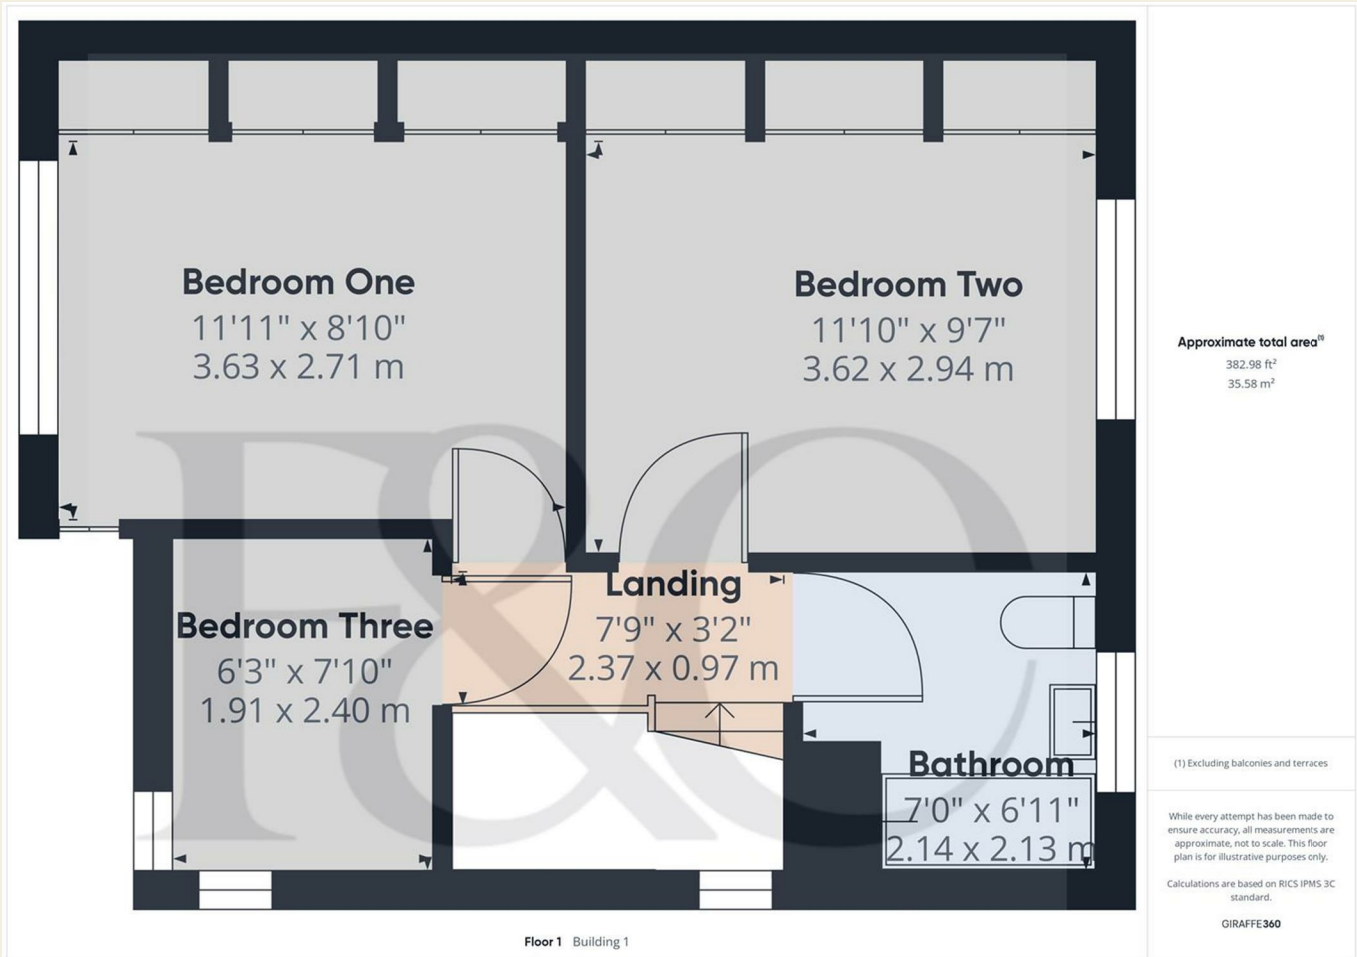 Bedroom One
11'11" x 8'10"
3.63 x 2.71 m
Bedroom Two
11'10" x 9'7"
3.62 x 2.94 m
Bedroom Three
6'3" x 7'10"
1.91 x 2.40 m
Landing
7'9" x 3'2"
2.37 x 0.97 m
Bathroom
7'0" x 6'11"
2.14 x 2.13 m
F&C
Floor 1 Building 1
Approximate total area(1)
382.98 ft²
35.58 m²
(1) Excluding balconies and terraces
While every attempt has been made to
ensure accuracy, all measurements are
approximate, not to scale. This floor
plan is for illustrative purposes only.
Calculations are based on RICS IPMS 3C
standard.
GIRAFFE360